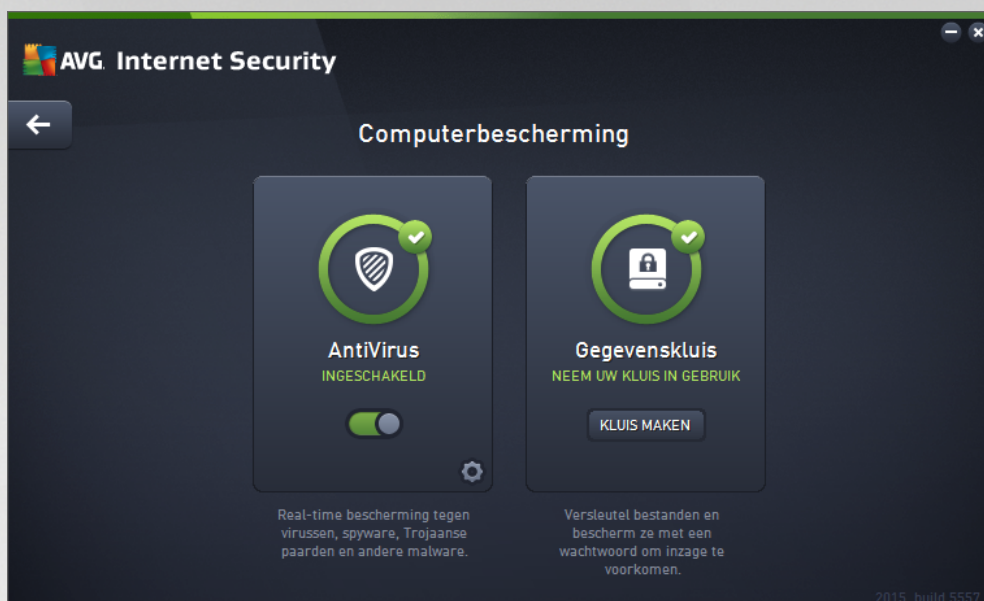 AVG. Internet Security
Computerbescherming
AntiVirus
INGESCHAKELD
Real-time bescherming tegen
virussen, spyware, Trojaanse
paarden en andere malware.
Gegevenskluis
NEEM UW KLUIS IN GEBRUIK
KLUIS MAKEN
Versleutel bestanden en
bescherm ze met een
wachtwoord om inzage te
voorkomen.
2015, build 5557